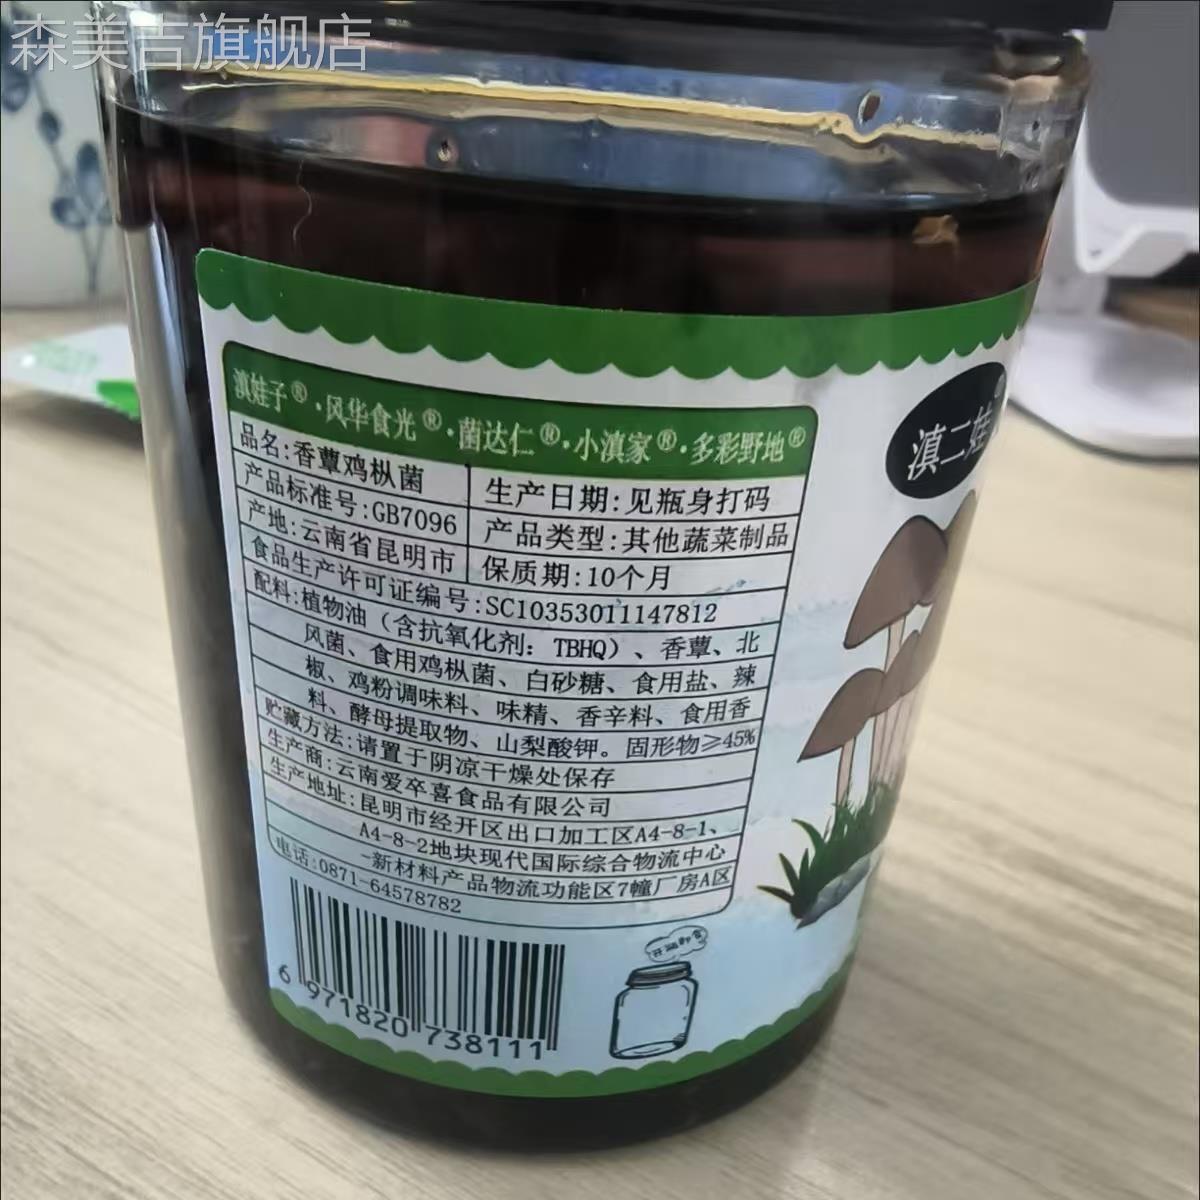 森美吉旗舰店
滇娃子®·风华食光®·菌达仁®·小滇家®·多彩野地®
品名:香蕈鸡枞菌
生产日期:见瓶身打码
产品标准号:GB7096
产品类型:其他蔬菜制品
产地:云南省昆明市
保质期:10个月
食品生产许可证编号:SC10353011147812
配料:植物油（含抗氧化剂：TBHQ）、香蕈、北
风菌、食用鸡枞菌、白砂糖、食用盐、辣
椒、鸡粉调味料、味精、香辛料、食用香
料、酵母提取物、山梨酸钾。固形物≥45%
贮藏方法:请置于阴凉干燥处保存
生产商:云南爱卒喜食品有限公司
生产地址:昆明市经开区出口加工区A4-8-1、
A4-8-2地块现代国际综合物流中心
-新材料产品物流功能区7幢厂房A区
电话:0871-64578782
6 971820 738111
开瓶即食
滇二娃